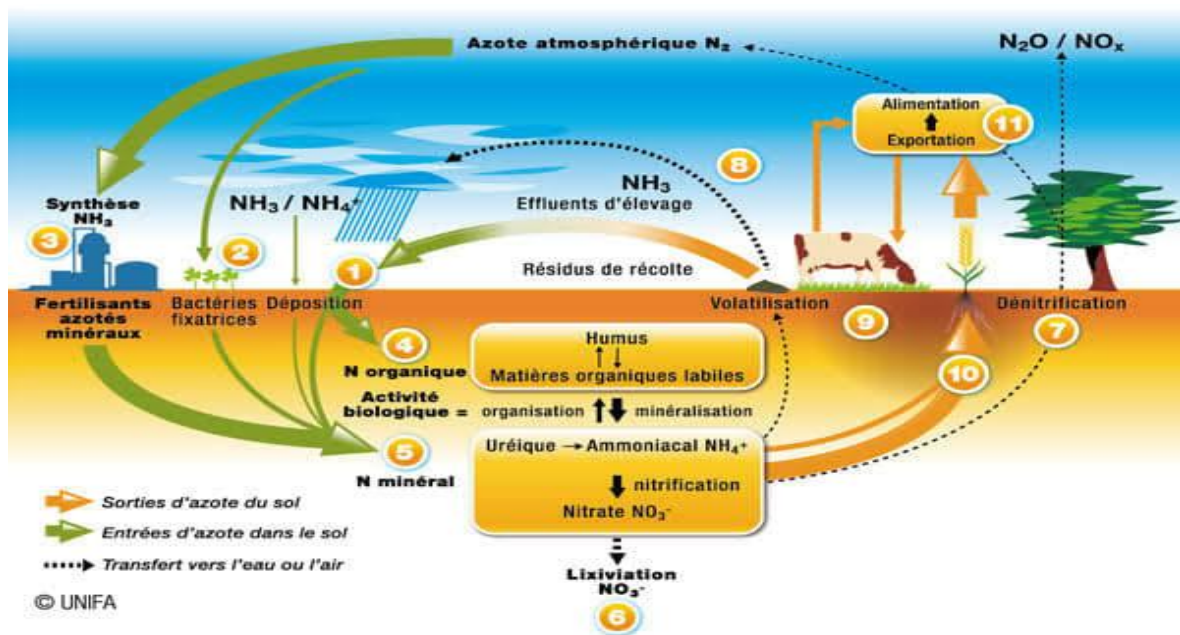 Azote atmosphérique N₂
N₂O / NOₓ
Alimentation
11
Exportation
8
NH₃
Effluents d'élevage
Synthèse
NH₃
3
NH₃ / NH₄⁺
2
1
Résidus de récolte
Fertilisants
azotés
minéraux
Bactéries
fixatrices
Déposition
Volatilisation
9
Dénitrification
7
4
N organique
Humus
Matières organiques labiles
10
Activité
biologique =
organisation
minéralisation
5
N minéral
Uréique → Ammoniacal NH₄⁺
nitrification
Nitrate NO₃⁻
Sorties d'azote du sol
Entrées d'azote dans le sol
Transfert vers l'eau ou l'air
Lixiviation
NO₃⁻
6
© UNIFA